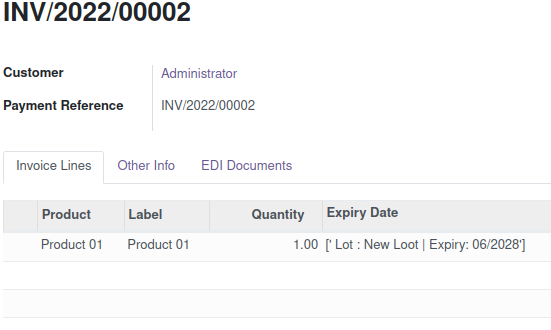 INV/2022/00002
Customer Administrator
Payment Reference INV/2022/00002
Invoice Lines Other Info EDI Documents
Product Label Quantity Expiry Date
Product 01 Product 01 1.00 [' Lot : New Loot | Expiry: 06/2028']